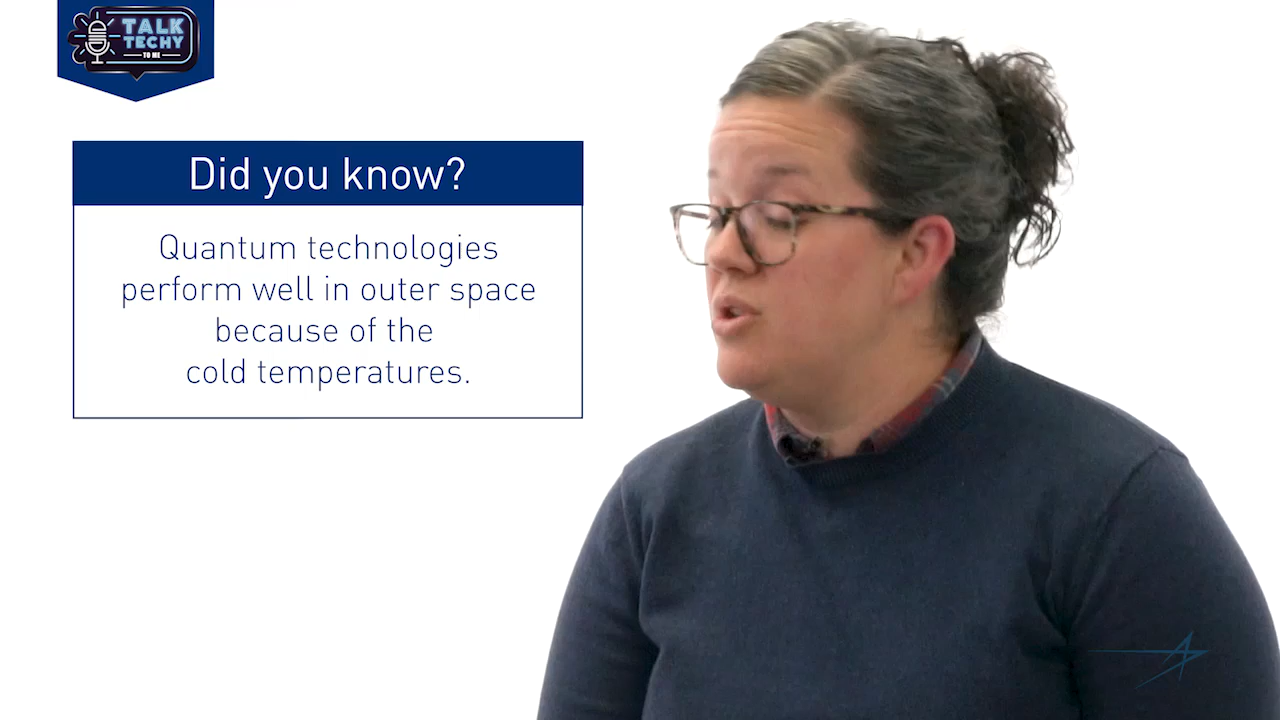 TALK
TECHY
TO ME
Did you know?
Quantum technologies
perform well in outer space
because of the
cold temperatures.